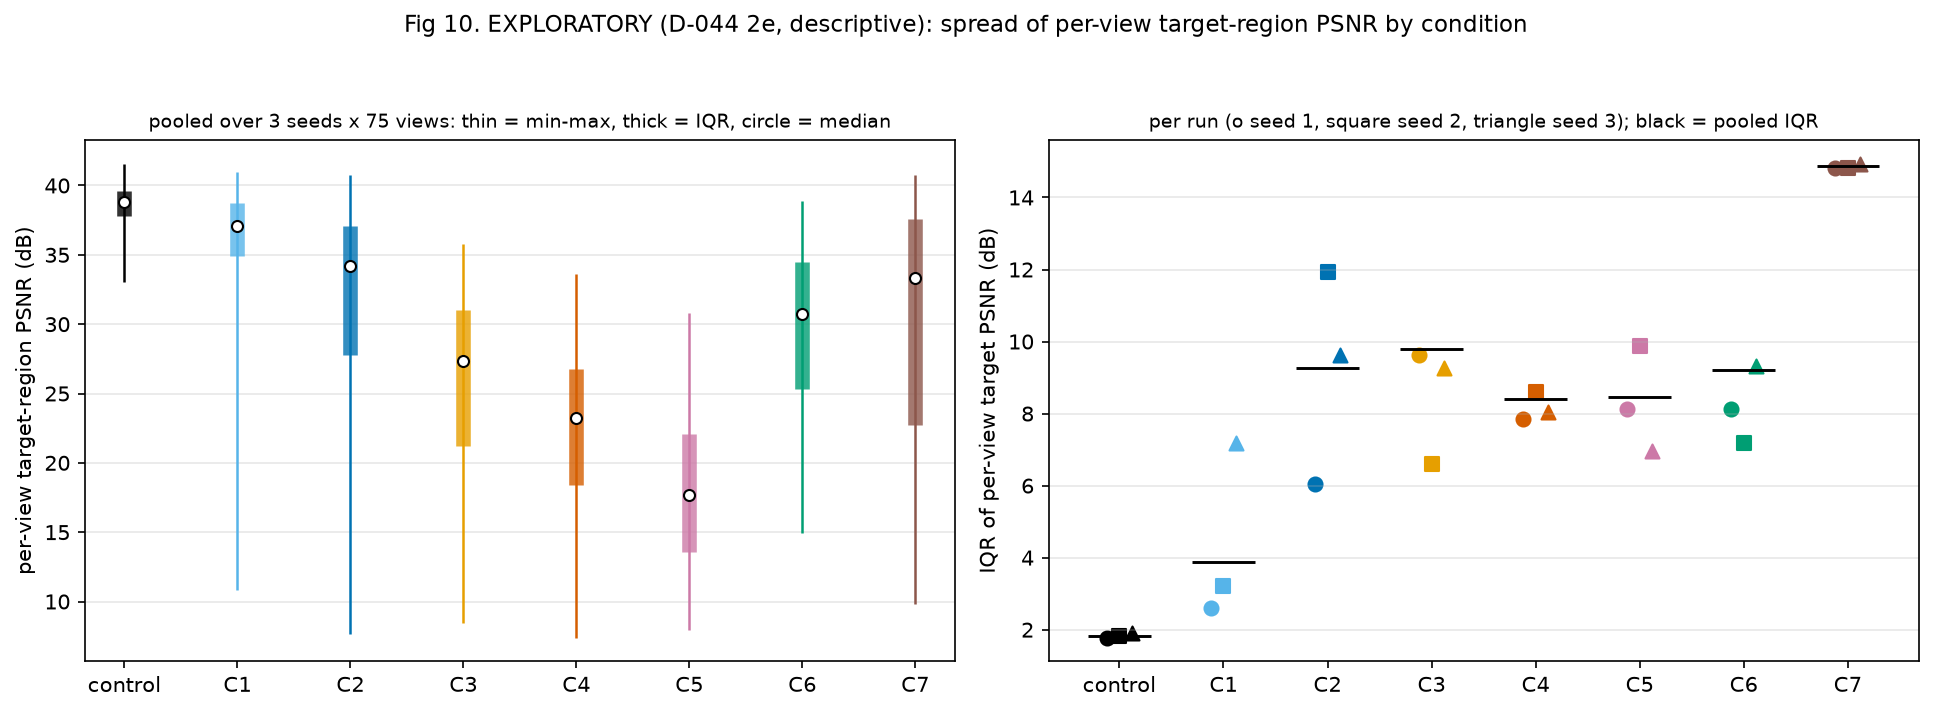 Fig 10. EXPLORATORY (D-044 2e, descriptive): spread of per-view target-region PSNR by condition
pooled over 3 seeds x 75 views: thin = min-max, thick = IQR, circle = median
per-view target-region PSNR (dB)
40
35
30
25
20
15
10
control C1 C2 C3 C4 C5 C6 C7
per run (o seed 1, square seed 2, triangle seed 3); black = pooled IQR
IQR of per-view target PSNR (dB)
14
12
10
8
6
4
2
control C1 C2 C3 C4 C5 C6 C7